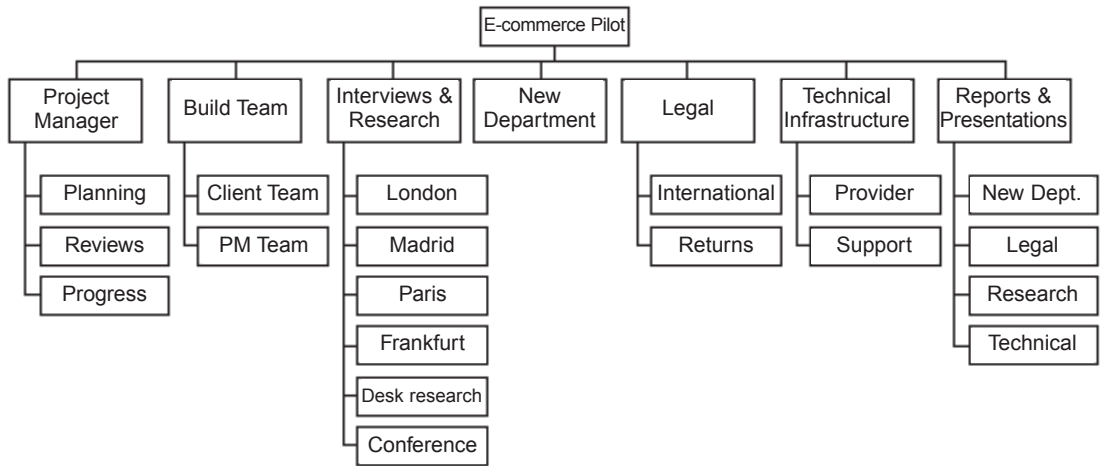 E-commerce Pilot
Project
Manager
Build Team
Interviews &
Research
New
Department
Legal
Technical
Infrastructure
Reports &
Presentations
Planning
Reviews
Progress
Client Team
PM Team
London
Madrid
Paris
Frankfurt
Desk research
Conference
International
Returns
Provider
Support
New Dept.
Legal
Research
Technical